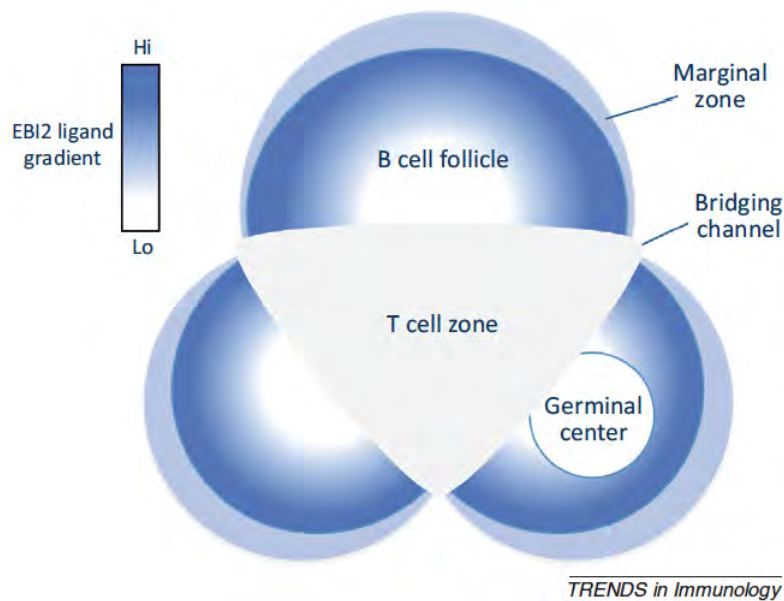 Hi
EBI2 ligand
gradient
Lo
Marginal
zone
B cell follicle
Bridging
channel
T cell zone
Germinal
center
TRENDS in Immunology